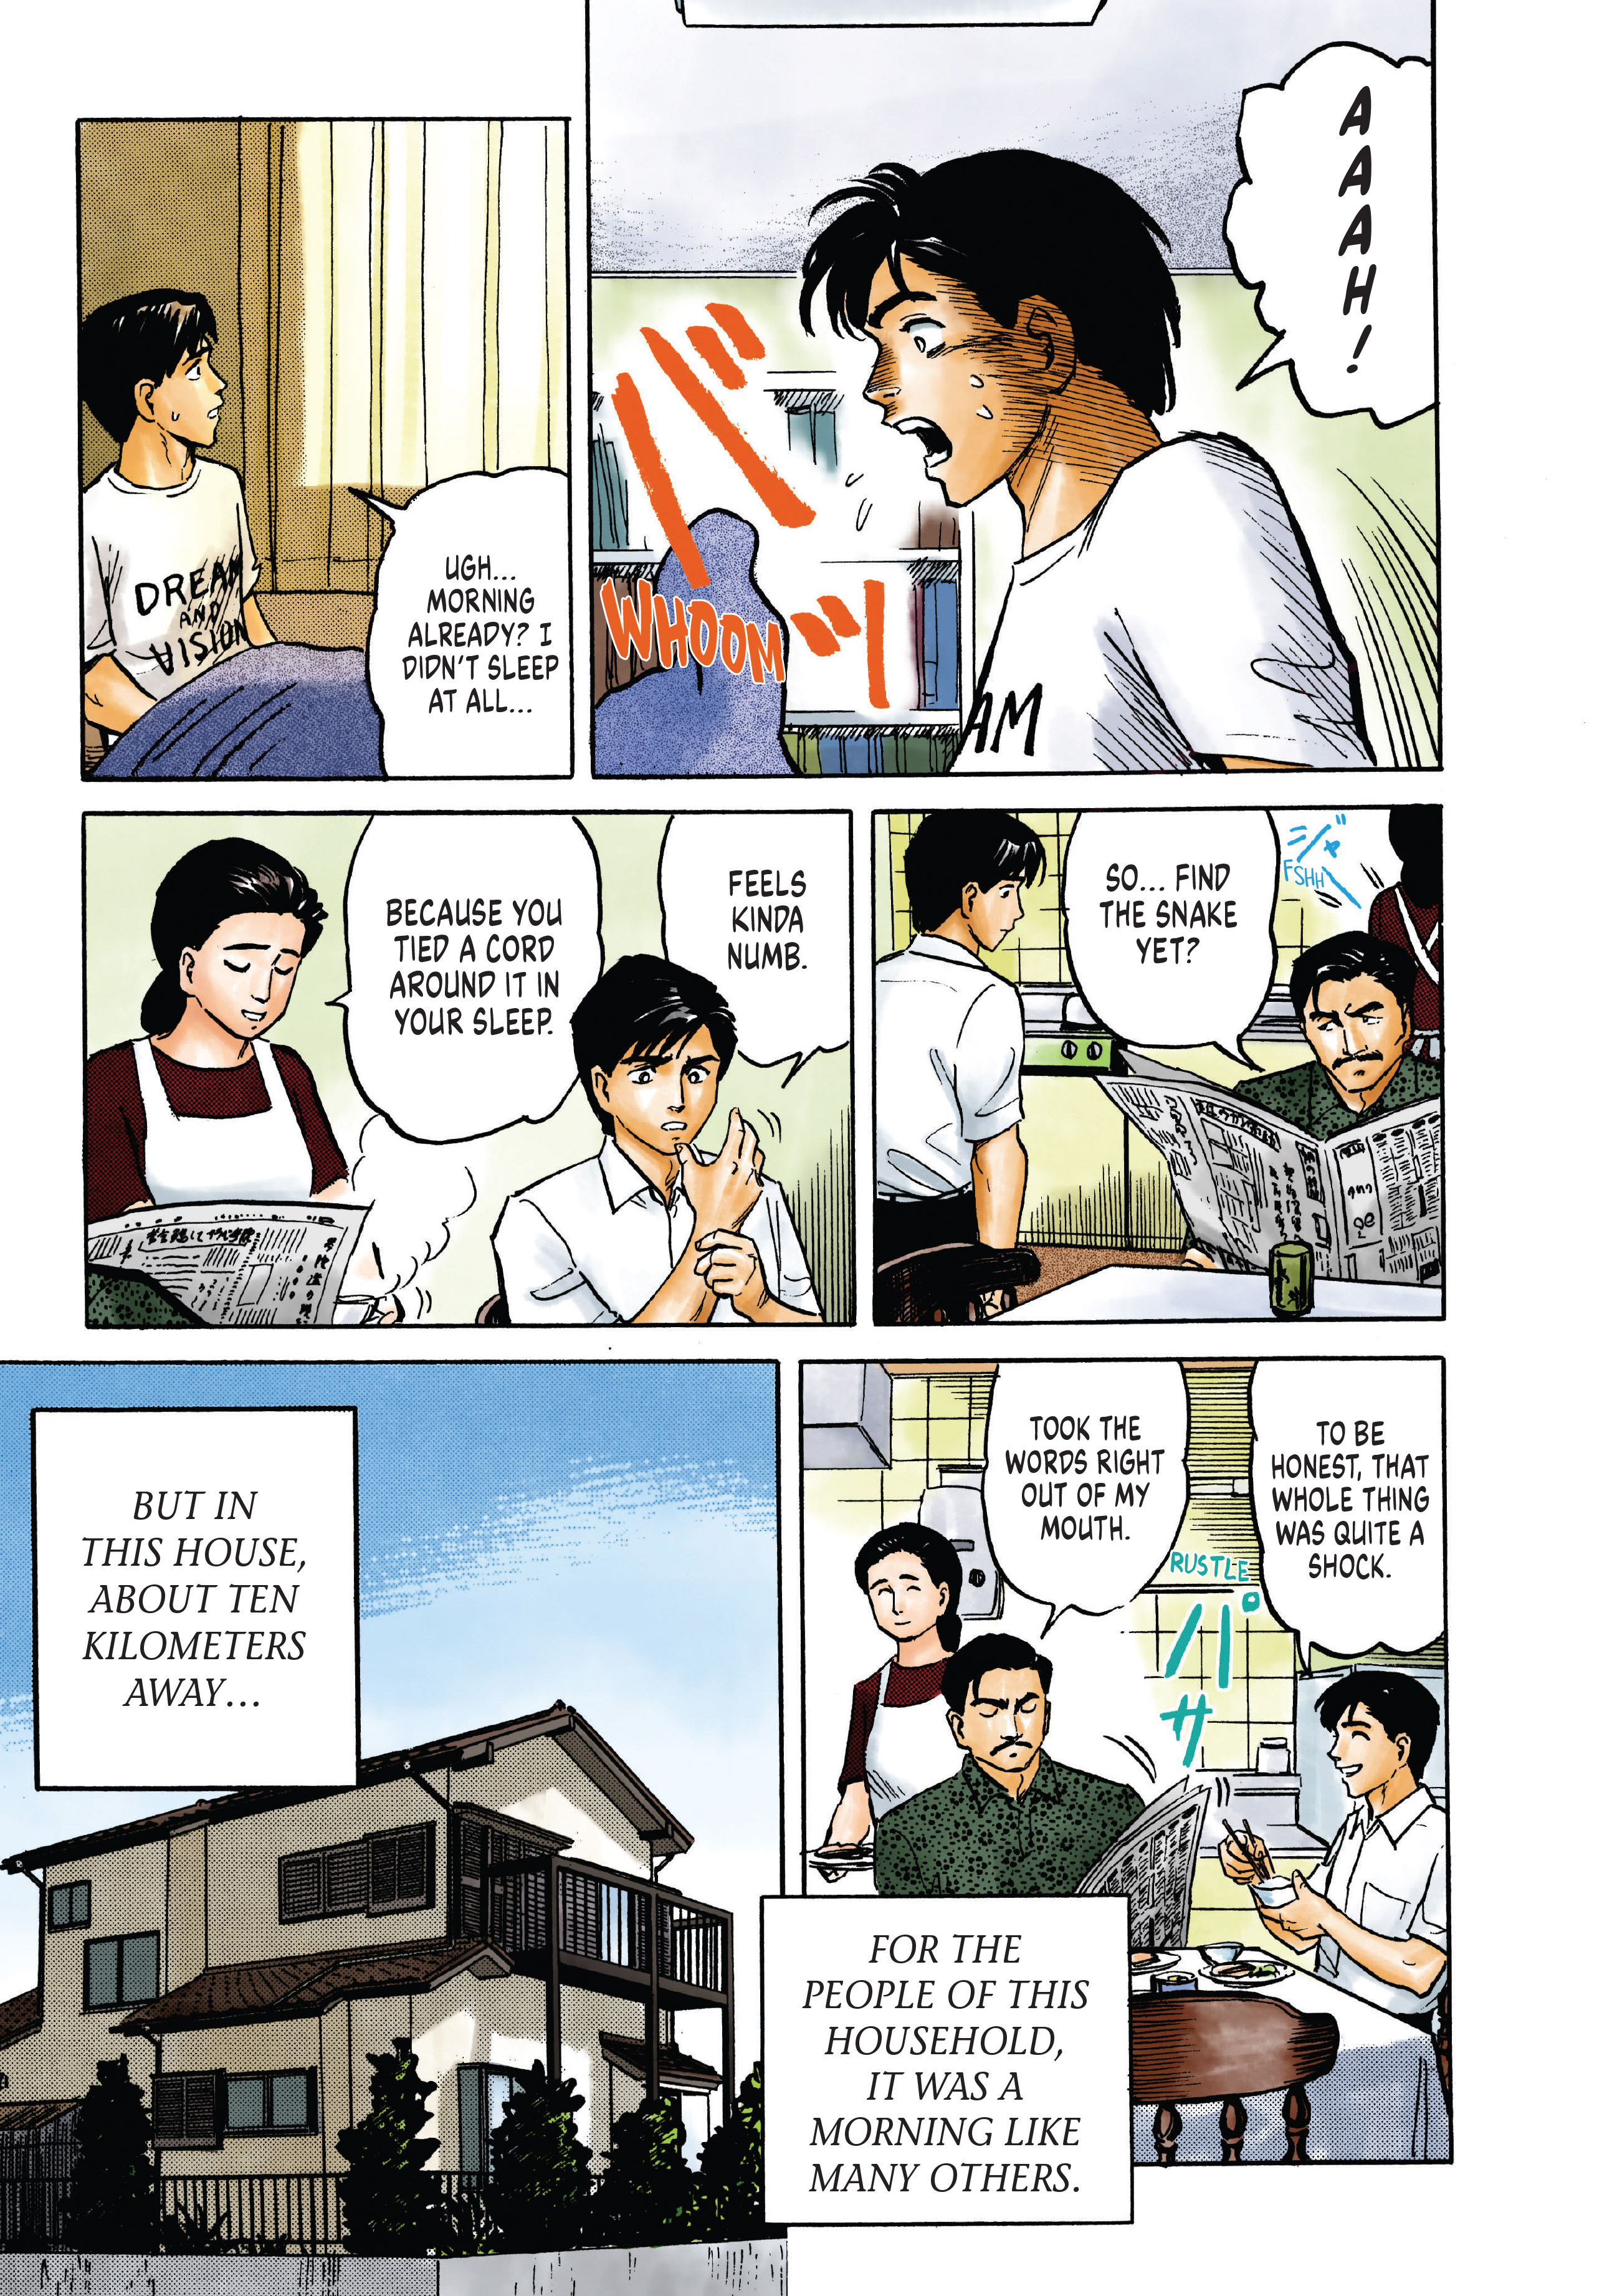 A
A
A
H
!
バッ
WHOOM
AM
UGH...
MORNING
ALREADY? I
DIDN'T SLEEP
AT ALL...
DREAM
AND
VISION
SO... FIND
THE SNAKE
YET?
ジャー
FSHH
FEELS
KINDA
NUMB.
BECAUSE YOU
TIED A CORD
AROUND IT IN
YOUR SLEEP.
TO BE
HONEST, THAT
WHOLE THING
WAS QUITE A
SHOCK.
TOOK THE
WORDS RIGHT
OUT OF MY
MOUTH.
RUSTLE
パサ
FOR THE
PEOPLE OF THIS
HOUSEHOLD,
IT WAS A
MORNING LIKE
MANY OTHERS.
BUT IN
THIS HOUSE,
ABOUT TEN
KILOMETERS
AWAY...